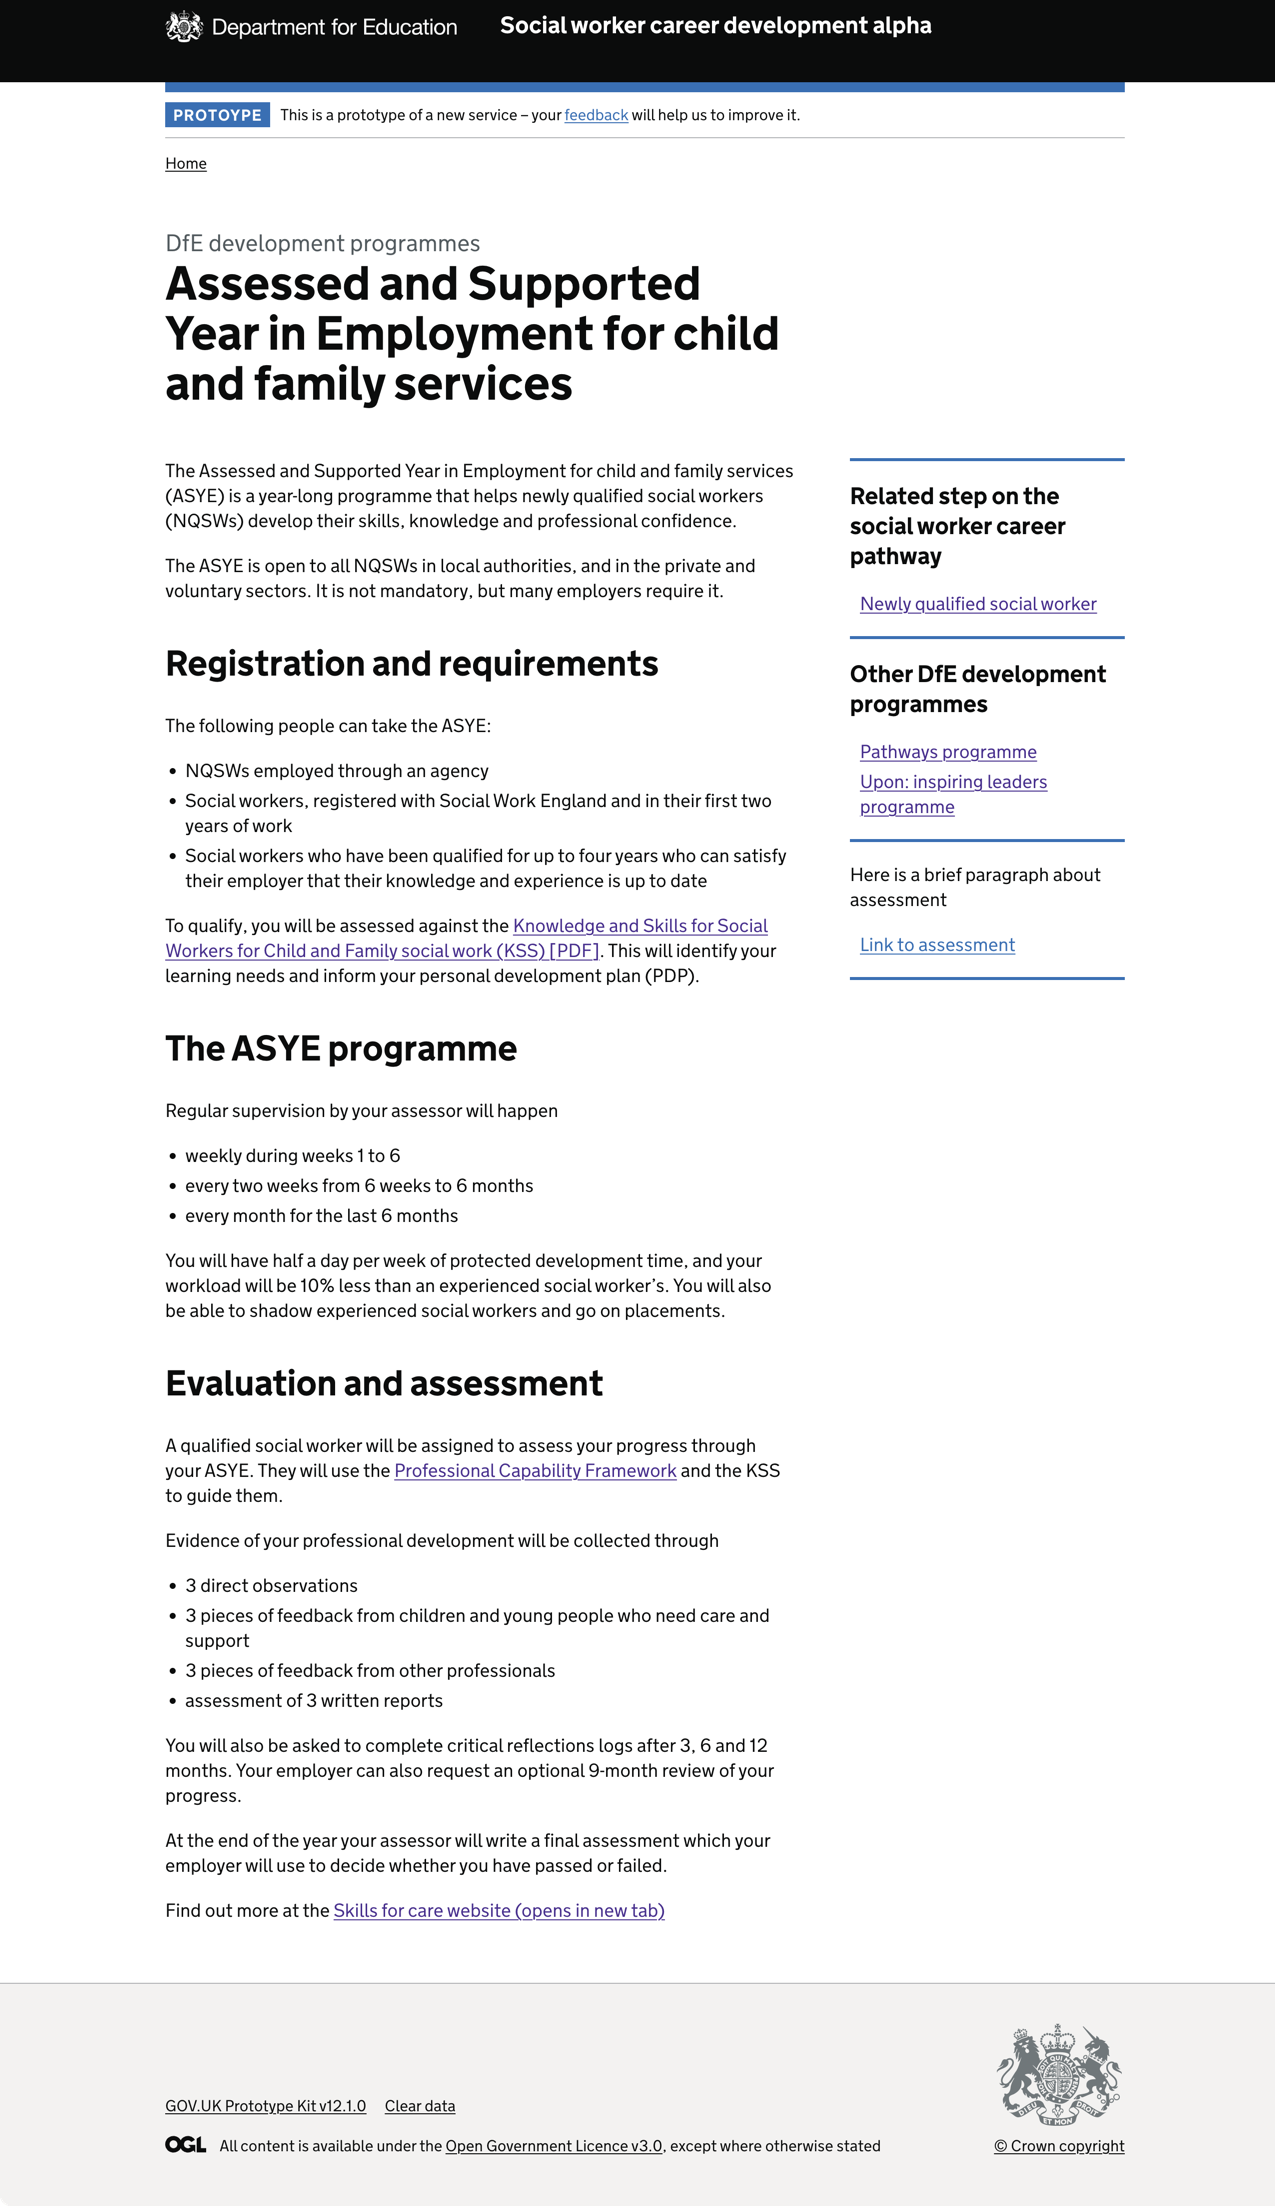 Department for Education
Social worker career development alpha
PROTOYPE
This is a prototype of a new service – your feedback will help us to improve it.
Home
DfE development programmes
Assessed and Supported
Year in Employment for child
and family services
The Assessed and Supported Year in Employment for child and family services
(ASYE) is a year-long programme that helps newly qualified social workers
(NQSWs) develop their skills, knowledge and professional confidence.
The ASYE is open to all NQSWs in local authorities, and in the private and
voluntary sectors. It is not mandatory, but many employers require it.
Registration and requirements
The following people can take the ASYE:
• NQSWs employed through an agency
• Social workers, registered with Social Work England and in their first two
years of work
• Social workers who have been qualified for up to four years who can satisfy
their employer that their knowledge and experience is up to date
To qualify, you will be assessed against the Knowledge and Skills for Social
Workers for Child and Family social work (KSS) [PDF]. This will identify your
learning needs and inform your personal development plan (PDP).
The ASYE programme
Regular supervision by your assessor will happen
• weekly during weeks 1 to 6
• every two weeks from 6 weeks to 6 months
• every month for the last 6 months
You will have half a day per week of protected development time, and your
workload will be 10% less than an experienced social worker's. You will also
be able to shadow experienced social workers and go on placements.
Evaluation and assessment
A qualified social worker will be assigned to assess your progress through
your ASYE. They will use the Professional Capability Framework and the KSS
to guide them.
Evidence of your professional development will be collected through
• 3 direct observations
• 3 pieces of feedback from children and young people who need care and
support
• 3 pieces of feedback from other professionals
• assessment of 3 written reports
You will also be asked to complete critical reflections logs after 3, 6 and 12
months. Your employer can also request an optional 9-month review of your
progress.
At the end of the year your assessor will write a final assessment which your
employer will use to decide whether you have passed or failed.
Find out more at the Skills for care website (opens in new tab)
Related step on the
social worker career
pathway
Newly qualified social worker
Other DfE development
programmes
Pathways programme
Upon: inspiring leaders
programme
Here is a brief paragraph about
assessment
Link to assessment
GOV.UK Prototype Kit v12.1.0
Clear data
OGL
All content is available under the Open Government Licence v3.0, except where otherwise stated
DIEU
ET MON
DROIT
© Crown copyright